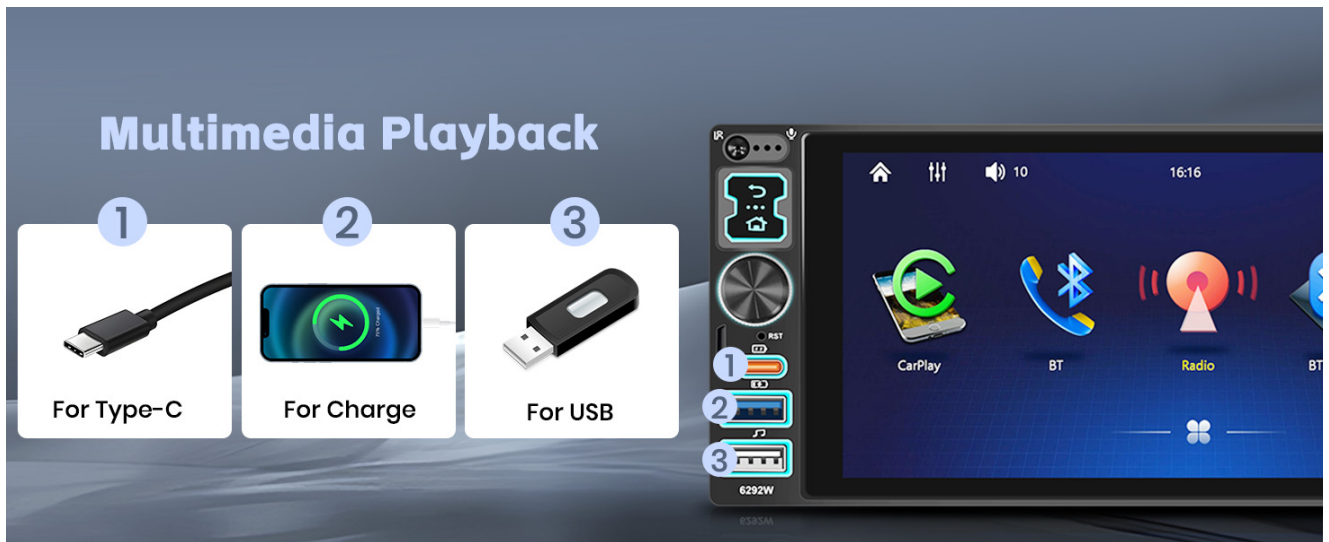 Multimedia Playback
1
2
3
For Type-C
For Charge
For USB
IR
10
16:16
RST
CarPlay
BT
Radio
BT
1
2
3
6292W
6292W